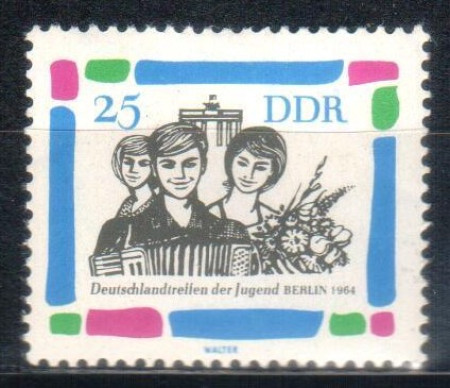 25 DDR
Deutschlandtreffen der Jugend BERLIN 1964
WALTER